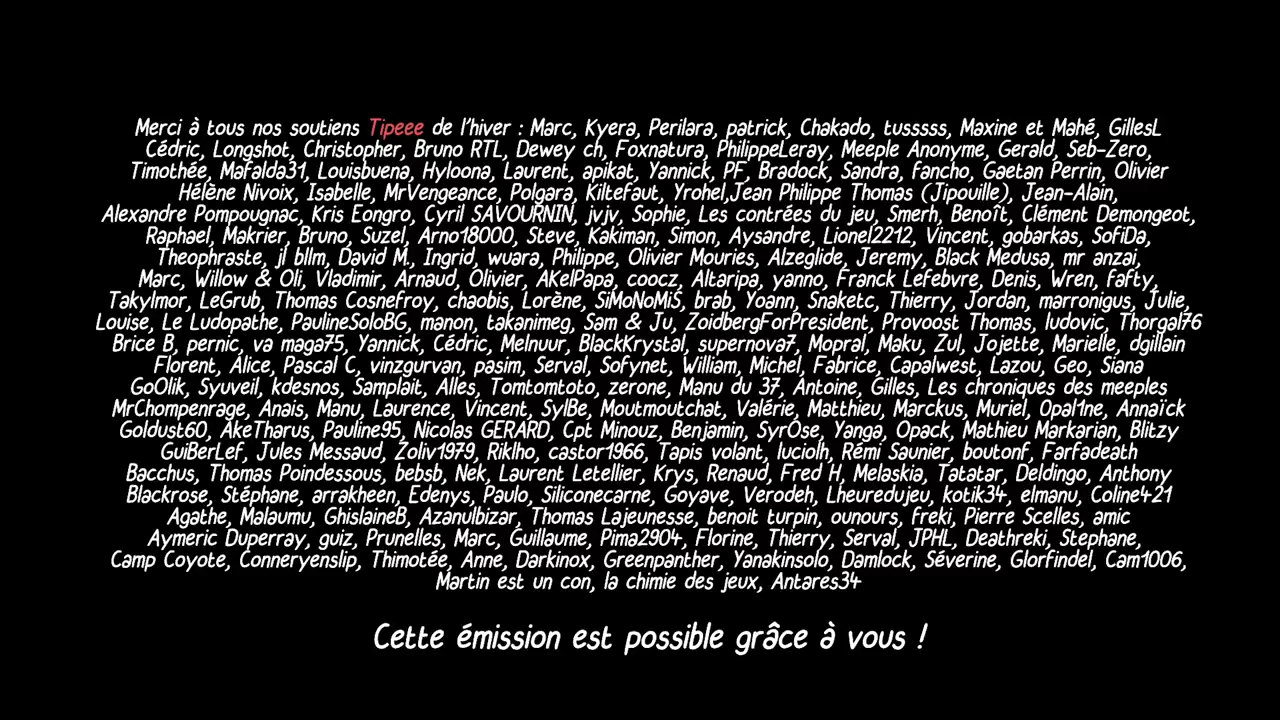 Merci à tous nos soutiens Tipeee de l'hiver : Marc, Kyera, Perilara, patrick, Chakado, tusssss, Maxine et Mahé, GillesL
Cédric, Longshot, Christopher, Bruno RTL, Dewey ch, Foxnatura, PhilippeLeray, Meeple Anonyme, Gerald, Seb-Zero,
Timothée, Mafalda31, Louisbuena, Hyloona, Laurent, apikat, Yannick, PF, Bradock, Sandra, fancho, Gaetan Perrin, Olivier
Hélène Nivoix, Isabelle, MrVengeance, Polgara, Kiltefaut, Yrohel,Jean Philippe Thomas (Jipouille), Jean-Alain,
Alexandre Pompougnac, Kris Eongro, Cyril SAVOURNIN, jvjv, Sophie, Les contrées du jeu, Smerh, Benoît, Clément Demongeot,
Raphael, Makrier, Bruno, Suzel, Arno18000, Steve, Kakiman, Simon, Aysandre, Lionel2212, Vincent, gobarkas, SofiDa,
Theophraste, jl bllm, David M., Ingrid, wuara, Philippe, Olivier Mouries, Alzeglide, Jeremy, Black Medusa, mr anzai,
Marc, Willow & Oli, Vladimir, Arnaud, Olivier, AKelPapa, coocz, Altaripa, yanno, Franck Lefebvre, Denis, Wren, fafty,
Takylmor, LeGrub, Thomas Cosnefroy, chaobis, Lorène, SiMoNoMiS, brab, Yoann, Snaketc, Thierry, Jordan, marronigus, Julie,
Louise, Le Ludopathe, PaulineSoloBG, manon, takanimeg, Sam & Ju, ZoidbergForPresident, Provoost Thomas, ludovic, Thorgal76
Brice B, pernic, va maga75, Yannick, Cédric, Melnuur, BlackKrystal, supernova7, Mopral, Maku, Zul, Jojette, Marielle, dgillain
Florent, Alice, Pascal C, vinzgurvan, pasim, Serval, Sofynet, William, Michel, Fabrice, Capalwest, Lazou, Geo, Siana
GoOlik, Syuveil, kdesnos, Samplait, Alles, Tomtomtoto, zerone, Manu du 37, Antoine, Gilles, Les chroniques des meeples
MrChompenrage, Anais, Manu, Laurence, Vincent, SylBe, Moutmoutchat, Valérie, Matthieu, Marckus, Muriel, Opal1ne, Annaïck
Goldust60, AkeTharus, Pauline95, Nicolas GERARD, Cpt Minouz, Benjamin, SyrOse, Yanga, Opack, Mathieu Markarian, Blitzy
GuiBerLef, Jules Messaud, Zoliv1979, Riklho, castor1966, Tapis volant, luciolh, Rémi Saunier, boutonf, Farfadeath
Bacchus, Thomas Poindessous, bebsb, Nek, Laurent Letellier, Krys, Renaud, Fred H, Melaskia, Tatatar, Deldingo, Anthony
Blackrose, Stéphane, arrakheen, Edenys, Paulo, Siliconecarne, Goyave, Verodeh, Lheuredujeu, kotik34, elmanu, Coline421
Agathe, Malaumu, GhislaineB, Azanulbizar, Thomas Lajeunesse, benoit turpin, ounours, freki, Pierre Scelles, amic
Aymeric Duperray, guiz, Prunelles, Marc, Guillaume, Pima2904, Florine, Thierry, Serval, JPHL, Deathreki, Stephane,
Camp Coyote, Conneryenslip, Thimotée, Anne, Darkinox, Greenpanther, Yanakinsolo, Damlock, Séverine, Glorfindel, Cam1006,
Martin est un con, la chimie des jeux, Antares34
Cette émission est possible grâce à vous !